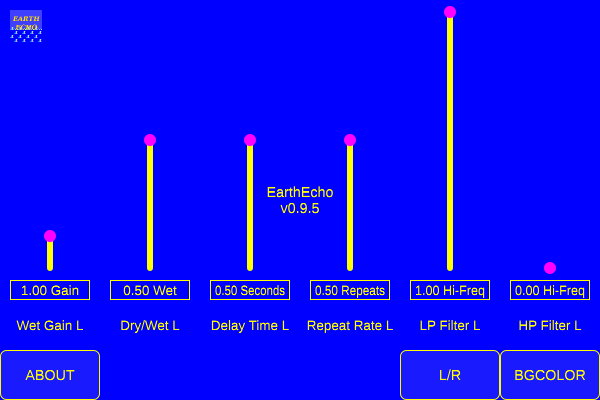 EARTH
ECHO
EarthEcho
v0.9.5
1.00 Gain
0.50 Wet
0.50 Seconds
0.50 Repeats
1.00 Hi-Freq
0.00 Hi-Freq
Wet Gain L
Dry/Wet L
Delay Time L
Repeat Rate L
LP Filter L
HP Filter L
ABOUT
L/R
BGCOLOR